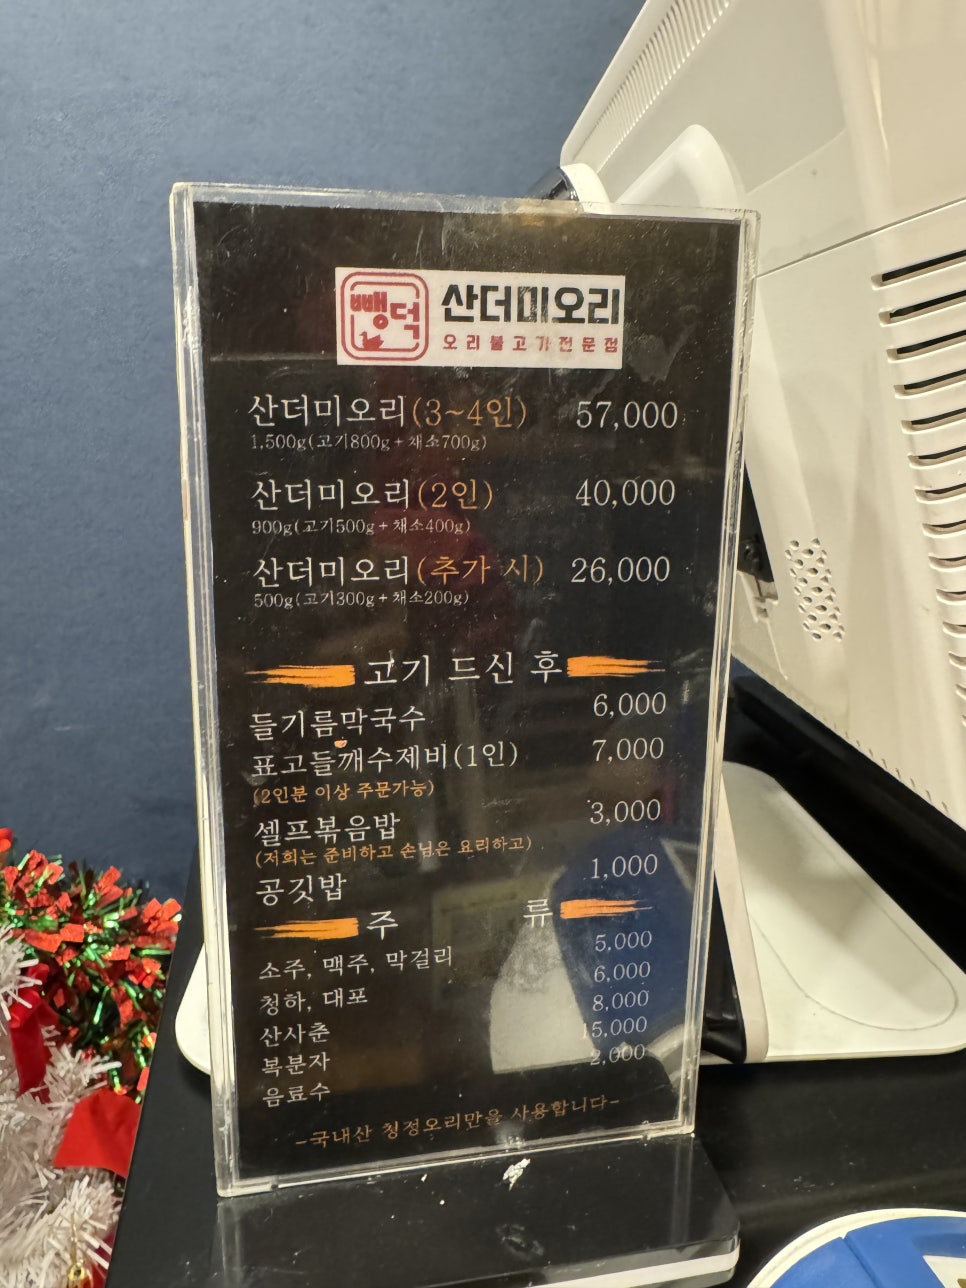 뺑덕 산더미오리
오리불고기전문점
산더미오리(3~4인) 57,000
1,500g(고기800g + 채소700g)
산더미오리(2인) 40,000
900g(고기500g + 채소400g)
산더미오리(추가 시) 26,000
500g(고기300g + 채소200g)
고기 드신 후
들기름막국수 6,000
표고들깨수제비(1인) 7,000
(2인분 이상 주문가능)
셀프볶음밥 3,000
(저희는 준비하고 손님은 요리하고)
공깃밥 1,000
주 류
소주, 맥주, 막걸리 5,000
청하, 대포 6,000
산사춘 8,000
복분자 15,000
음료수 2,000
-국내산 청정오리만을 사용합니다-